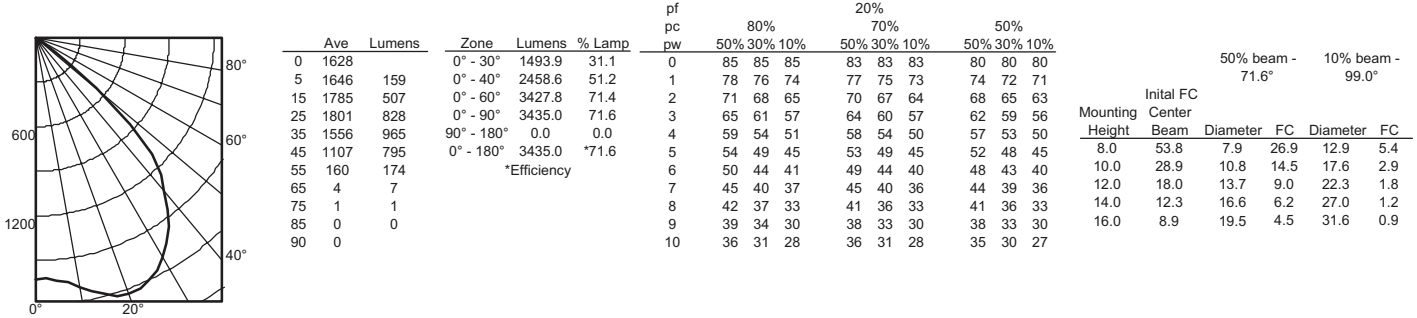 600
1200
0°
20°
40°
60°
80°
Ave Lumens
0 1628
5 1646 159
15 1785 507
25 1801 828
35 1556 965
45 1107 795
55 160 174
65 4 7
75 1 1
85 0 0
90 0
Zone Lumens % Lamp
0° - 30° 1493.9 31.1
0° - 40° 2458.6 51.2
0° - 60° 3427.8 71.4
0° - 90° 3435.0 71.6
90° - 180° 0.0 0.0
0° - 180° 3435.0 *71.6
*Efficiency
pf 20%
pc 80% 70% 50%
pw 50% 30% 10% 50% 30% 10% 50% 30% 10%
0 85 85 85 83 83 83 80 80 80
1 78 76 74 77 75 73 74 72 71
2 71 68 65 70 67 64 68 65 63
3 65 61 57 64 60 57 62 59 56
4 59 54 51 58 54 50 57 53 50
5 54 49 45 53 49 45 52 48 45
6 50 44 41 49 44 40 48 43 40
7 45 40 37 45 40 36 44 39 36
8 42 37 33 41 36 33 41 36 33
9 39 34 30 38 33 30 38 33 30
10 36 31 28 36 31 28 35 30 27
50% beam - 10% beam -
71.6° 99.0°
Inital FC
Mounting Center
Height Beam Diameter FC Diameter FC
8.0 53.8 7.9 26.9 12.9 5.4
10.0 28.9 10.8 14.5 17.6 2.9
12.0 18.0 13.7 9.0 22.3 1.8
14.0 12.3 16.6 6.2 27.0 1.2
16.0 8.9 19.5 4.5 31.6 0.9